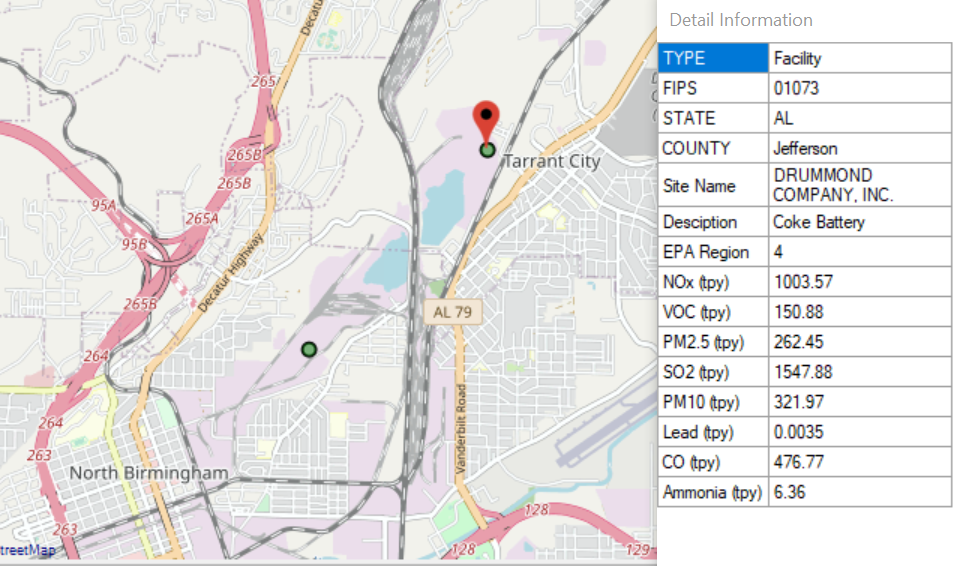 Detail Information
TYPE Facility
FIPS 01073
STATE AL
COUNTY Jefferson
Site Name DRUMMOND
COMPANY, INC.
Desciption Coke Battery
EPA Region 4
NOx (tpy) 1003.57
VOC (tpy) 150.88
PM2.5 (tpy) 262.45
SO2 (tpy) 1547.88
PM10 (tpy) 321.97
Lead (tpy) 0.0035
CO (tpy) 476.77
Ammonia (tpy) 6.36
Decatu
265
265B
265B
95A
265A
95B
Decatur Highway
265B
264
264
263
263
Tarrant City
AL 79
Vanderbilt Road
North Birmingham
128
128
129
treetMap